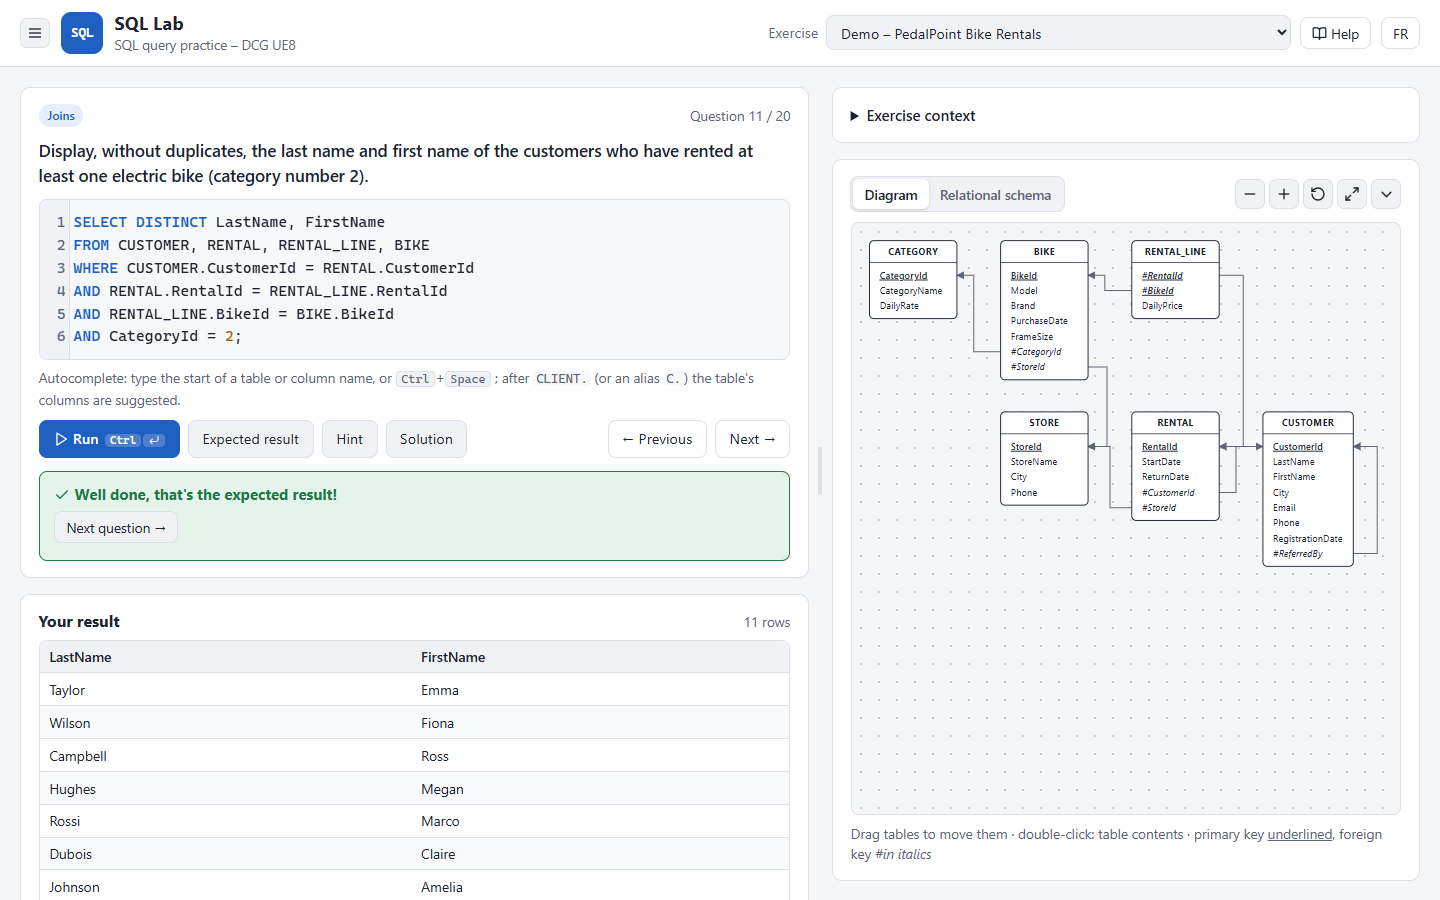 SQL
SQL Lab
SQL query practice – DCG UE8
Exercise
Demo – PedalPoint Bike Rentals
Help
FR
Joins
Question 11 / 20
Display, without duplicates, the last name and first name of the customers who have rented at
least one electric bike (category number 2).
1 SELECT DISTINCT LastName, FirstName
2 FROM CUSTOMER, RENTAL, RENTAL_LINE, BIKE
3 WHERE CUSTOMER.CustomerId = RENTAL.CustomerId
4 AND RENTAL.RentalId = RENTAL_LINE.RentalId
5 AND RENTAL_LINE.BikeId = BIKE.BikeId
6 AND CategoryId = 2;
Autocomplete: type the start of a table or column name, or Ctrl+Space ; after CLIENT. (or an alias C.) the table's
columns are suggested.
Run Ctrl ↵
Expected result
Hint
Solution
← Previous
Next →
✓ Well done, that's the expected result!
Next question →
Your result
11 rows
LastName FirstName
Taylor Emma
Wilson Fiona
Campbell Ross
Hughes Megan
Rossi Marco
Dubois Claire
Johnson Amelia
▶ Exercise context
Diagram
Relational schema
CATEGORY
CategoryId
CategoryName
DailyRate
BIKE
BikeId
Model
Brand
PurchaseDate
FrameSize
#CategoryId
#StoreId
RENTAL_LINE
#RentalId
#BikeId
DailyPrice
STORE
StoreId
StoreName
City
Phone
RENTAL
RentalId
StartDate
ReturnDate
#CustomerId
#StoreId
CUSTOMER
CustomerId
LastName
FirstName
City
Email
Phone
RegistrationDate
#ReferredBy
Drag tables to move them · double-click: table contents · primary key underlined, foreign
key #in italics